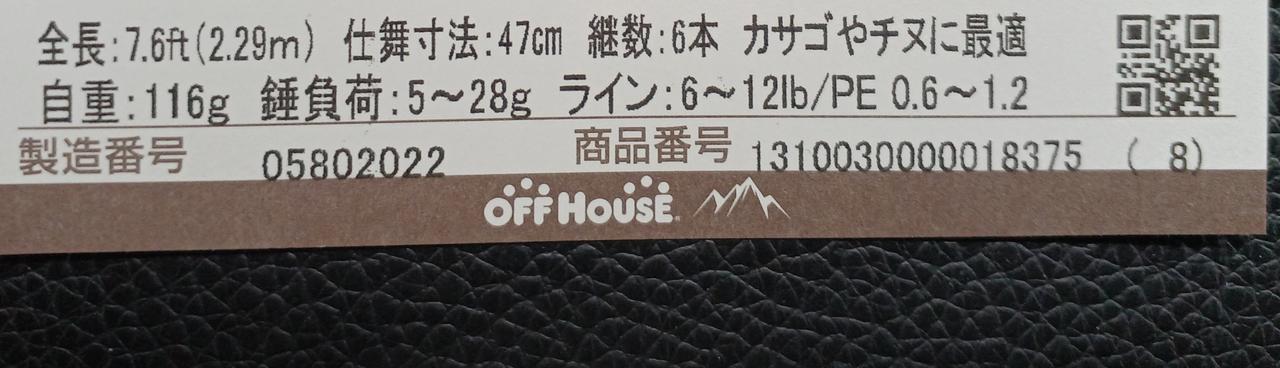 全長:7.6ft(2.29m) 仕舞寸法:47cm 継数:6本 カサゴやチヌに最適
自重:116g 錘負荷:5〜28g ライン:6〜12lb/PE 0.6〜1.2
製造番号 05802022 商品番号 1310030000018375 ( 8)
OFF HOUSE